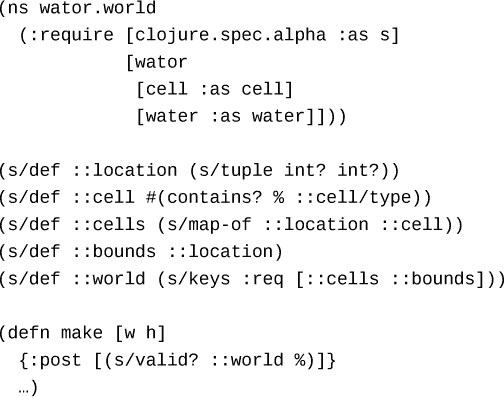 (ns wator.world
  (:require [clojure.spec.alpha :as s]
            [wator
             [cell :as cell]
             [water :as water]]))

(s/def ::location (s/tuple int? int?))
(s/def ::cell #(contains? % ::cell/type))
(s/def ::cells (s/map-of ::location ::cell))
(s/def ::bounds ::location)
(s/def ::world (s/keys :req [::cells ::bounds]))

(defn make [w h]
  {:post [(s/valid? ::world %)]}
  …)